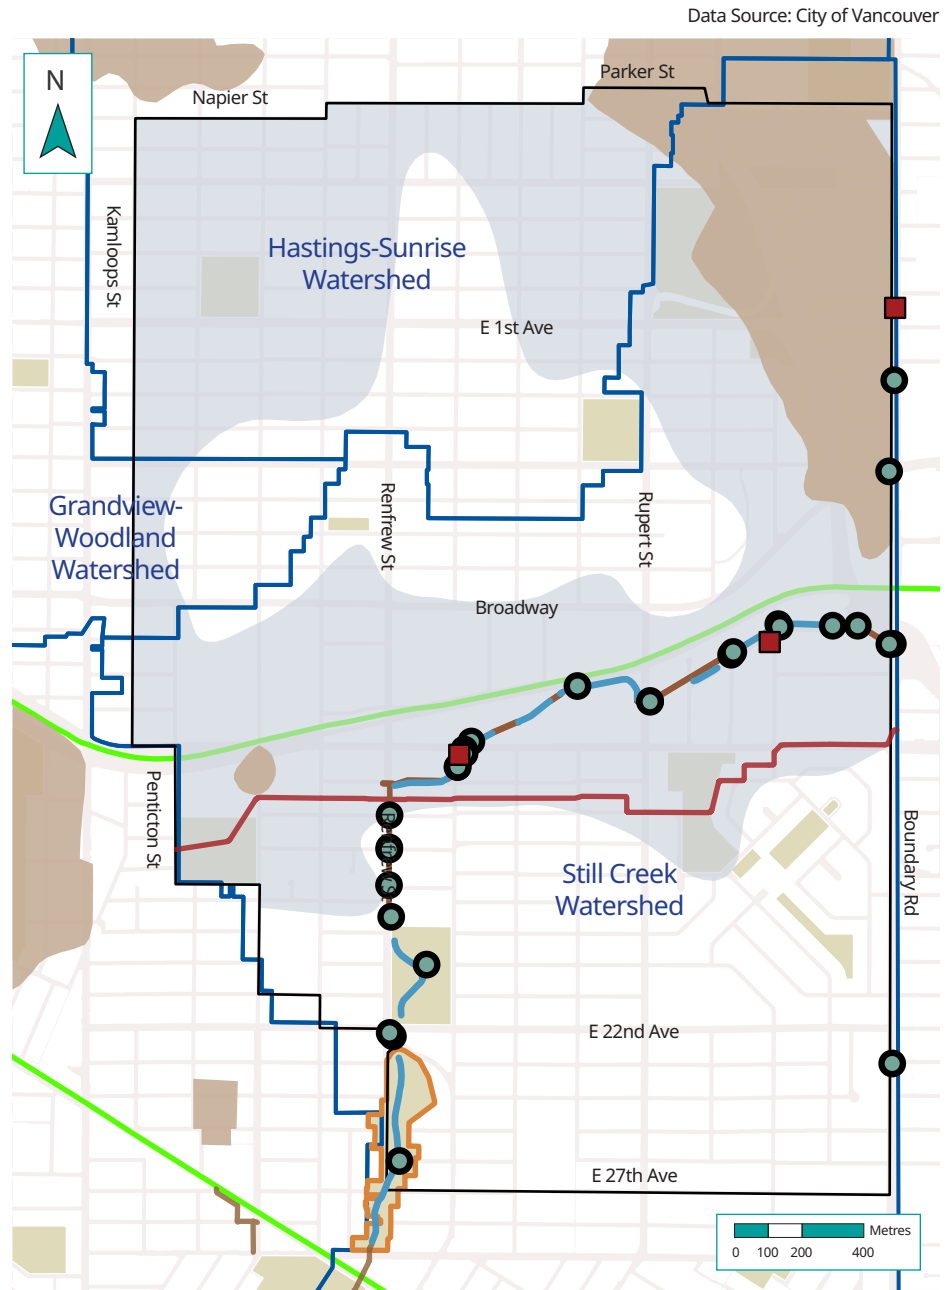 Data Source: City of Vancouver
Parker St
N
Napier St
Kamloops St
Hastings-Sunrise
Watershed
E 1st Ave
Grandview-
Woodland
Watershed
Renfrew St
Rupert St
Broadway
Penticton St
Renfrew St
Boundary Rd
Still Creek
Watershed
E 22nd Ave
E 27th Ave
Metres
0 100 200 400